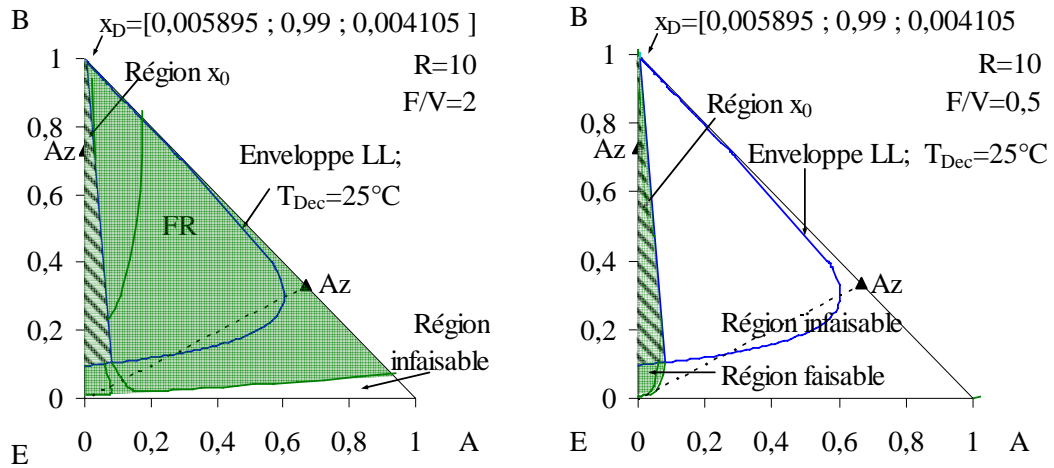 B
x_D=[0,005895 ; 0,99 ; 0,004105 ]
1
Région x₀
R=10
F/V=2
0,8
Az
Enveloppe LL;
T_Dec=25°C
0,6
FR
0,4
Az
Région
infaisable
0,2
0
E
0
0,2
0,4
0,6
0,8
1
A
B
x_D=[0,005895 ; 0,99 ; 0,004105
1
R=10
F/V=0,5
Région x₀
0,8
Az
Enveloppe LL; T_Dec=25°C
0,6
0,4
Az
Région infaisable
0,2
Région faisable
0
E
0
0,2
0,4
0,6
0,8
1
A